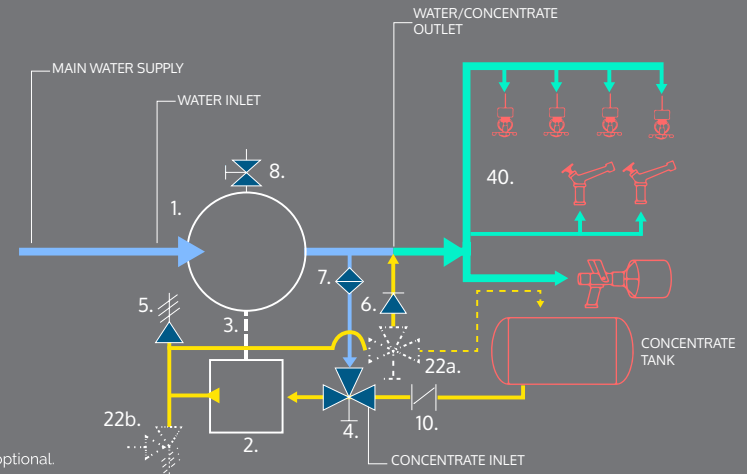 WATER/CONCENTRATE
OUTLET
MAIN WATER SUPPLY
WATER INLET
8.
1.
40.
7.
5.
6.
3.
CONCENTRATE
TANK
22a.
22b.
10.
4.
2.
optional.
CONCENTRATE INLET